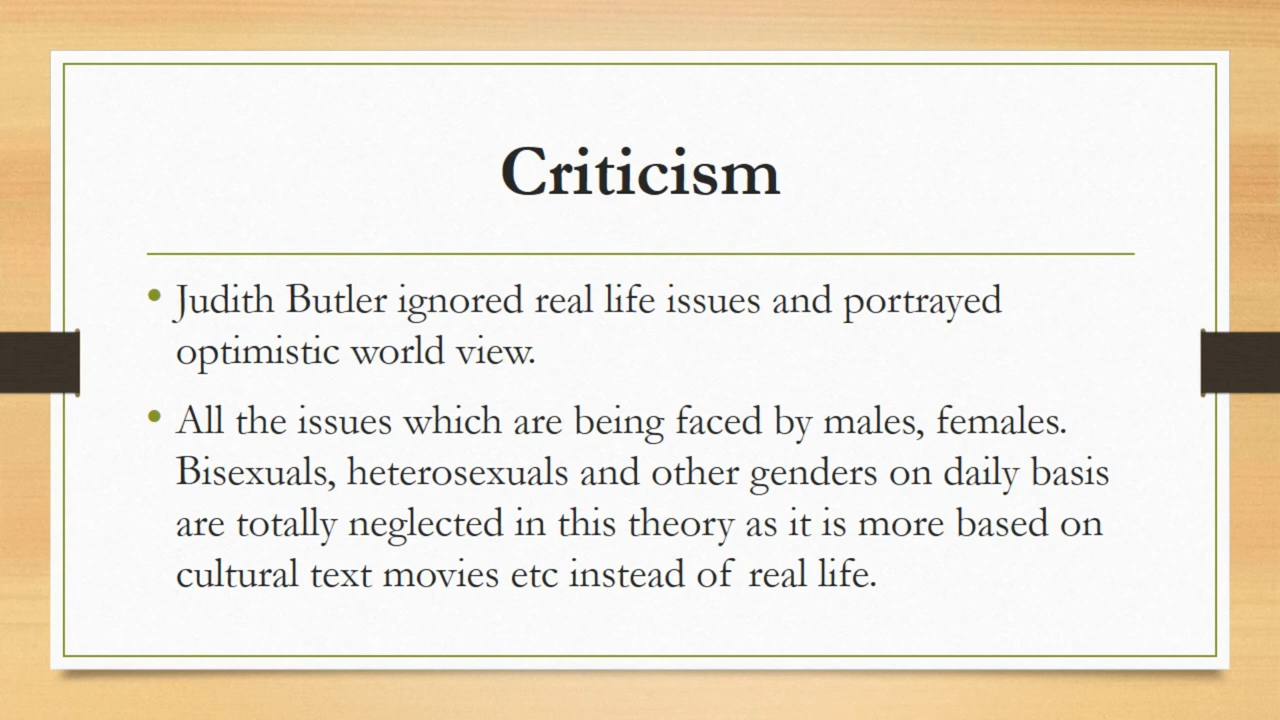 Criticism
• Judith Butler ignored real life issues and portrayed
optimistic world view.
• All the issues which are being faced by males, females.
Bisexuals, heterosexuals and other genders on daily basis
are totally neglected in this theory as it is more based on
cultural text movies etc instead of real life.